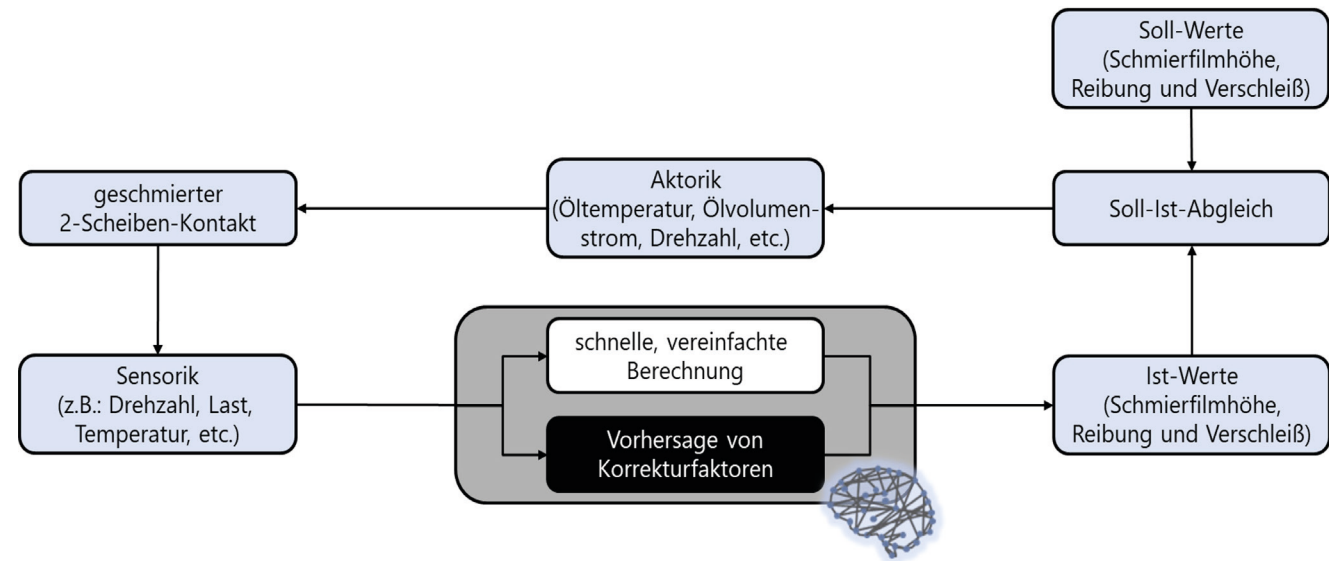 Soll-Werte
(Schmierfilmhöhe,
Reibung und Verschleiß)
geschmierter
2-Scheiben-Kontakt
Aktorik
(Öltemperatur, Ölvolumen-
strom, Drehzahl, etc.)
Soll-Ist-Abgleich
Sensorik
(z.B.: Drehzahl, Last,
Temperatur, etc.)
schnelle, vereinfachte
Berechnung
Vorhersage von
Korrekturfaktoren
Ist-Werte
(Schmierfilmhöhe,
Reibung und Verschleiß)